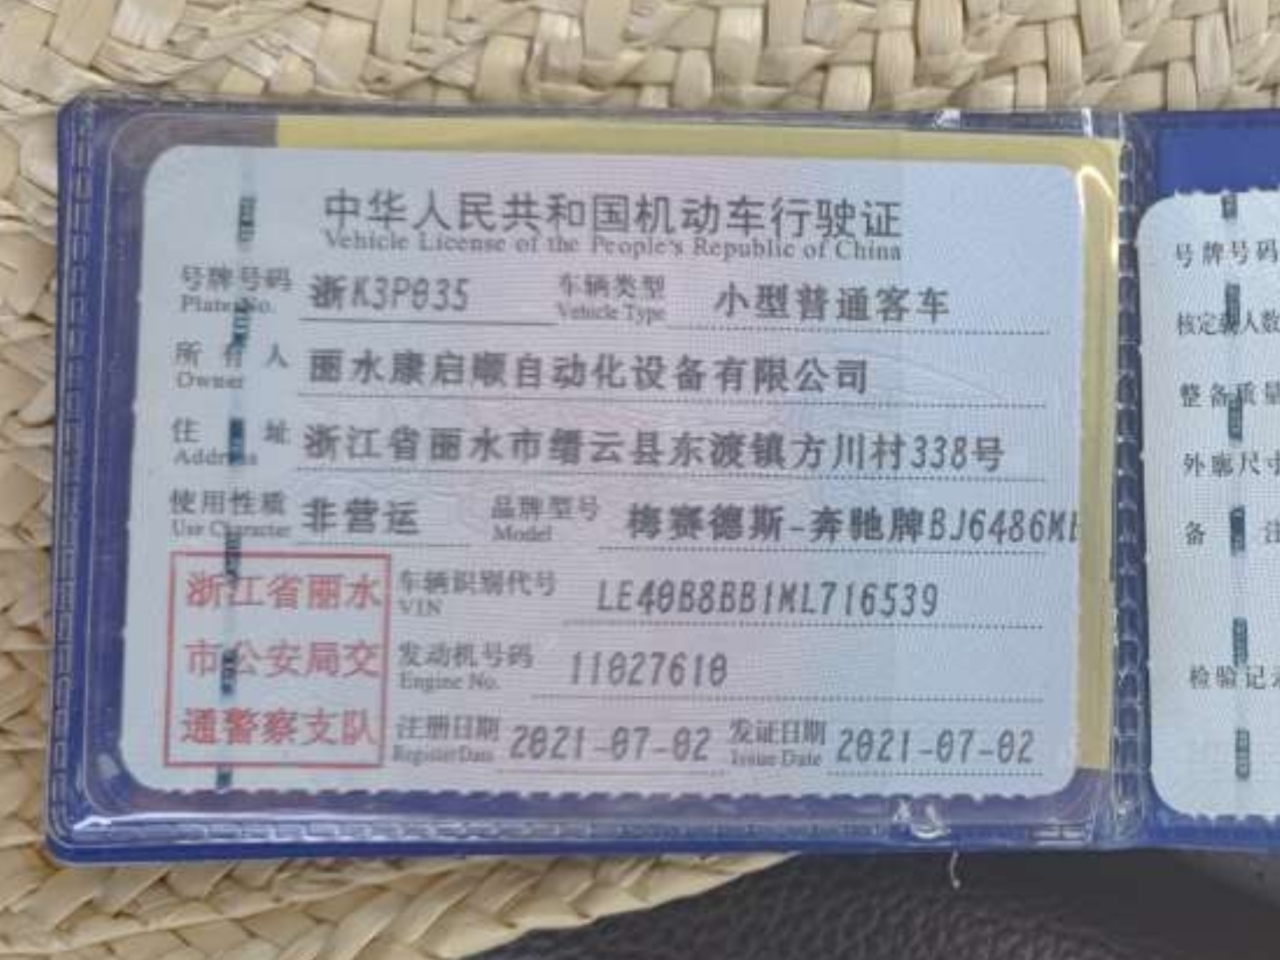 中华人民共和国机动车行驶证
Vehicle License of the People's Republic of China
号牌号码 浙K3P035 车辆类型 小型普通客车
Plate No. Vehicle Type
所有人 丽水康启顺自动化设备有限公司
Owner
住址 浙江省丽水市缙云县东渡镇方川村338号
Address
使用性质 非营运 品牌型号 梅赛德斯-奔驰牌BJ6486M
Use Character Model
浙江省丽水
市公安局交
通警察支队
车辆识别代号 LE40B8BB1ML716539
VIN
发动机号码 11027610
Engine No.
注册日期 2021-07-02 发证日期 2021-07-02
Register Date Issue Date
号牌号码
核定载人数
整备质量
外廓尺寸
备注
检验记录